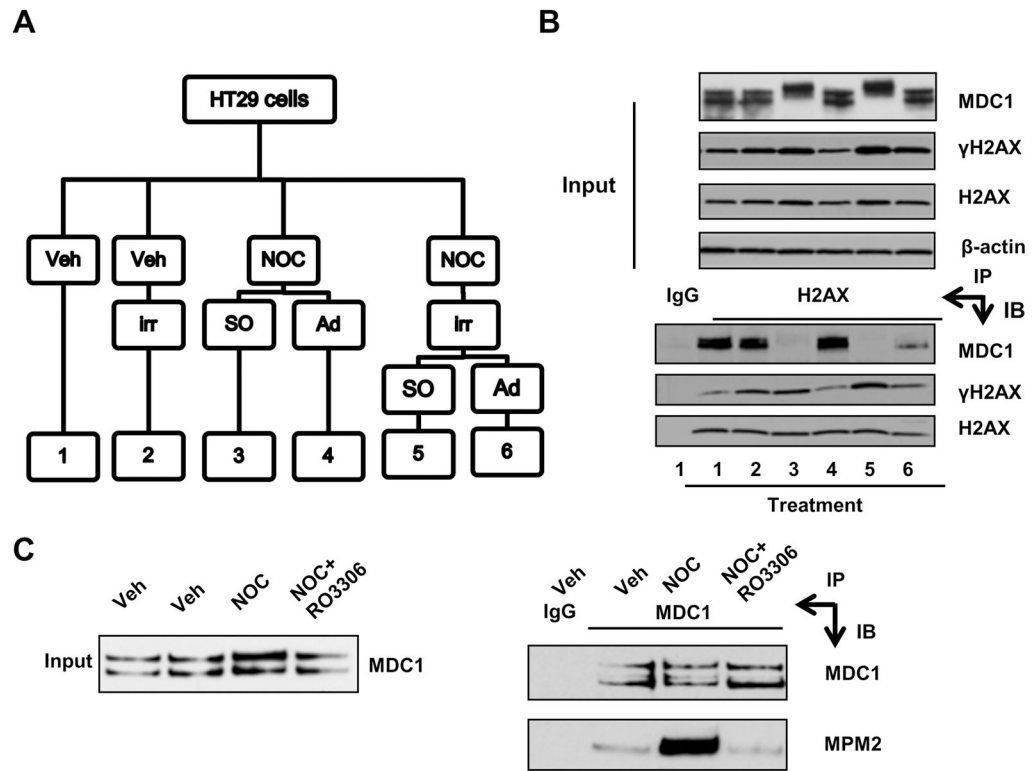 A
HT29 cells
Veh Veh NOC NOC
irr SO Ad irr
SO Ad
1 2 3 4 5 6
B
Input
MDC1
γH2AX
H2AX
β-actin
IP
IgG H2AX
IB
MDC1
γH2AX
H2AX
1 1 2 3 4 5 6
Treatment
C
Veh Veh NOC NOC+
RO3306
Input MDC1
Veh Veh NOC NOC+
RO3306
IgG MDC1
IP
IB
MDC1
MPM2